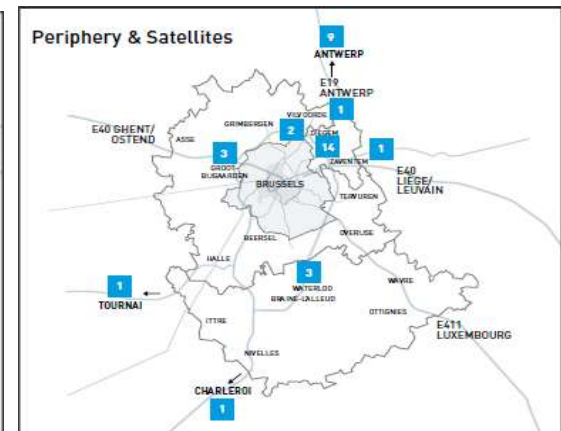 Periphery & Satellites
9
ANTWERP
E19
ANTWERP
1
VILVOORDE
GRIMBERGEN
2
E40 GHENT/
OSTEND
ASSE
14
1
ZAVENTEM
3
GROOT-
BIJGAARDEN
E40
LIÈGE/
LEUVAIN
BRUSSELS
TERVUREN
OVERIJSE
BEERSEL
HALLE
3
WATERLOO
BRAINE-L'ALLEUD
WAVRE
1
TOURNAI
ITTRE
OTTIGNIES
E411
LUXEMBOURG
NIVELLES
CHARLEROI
1